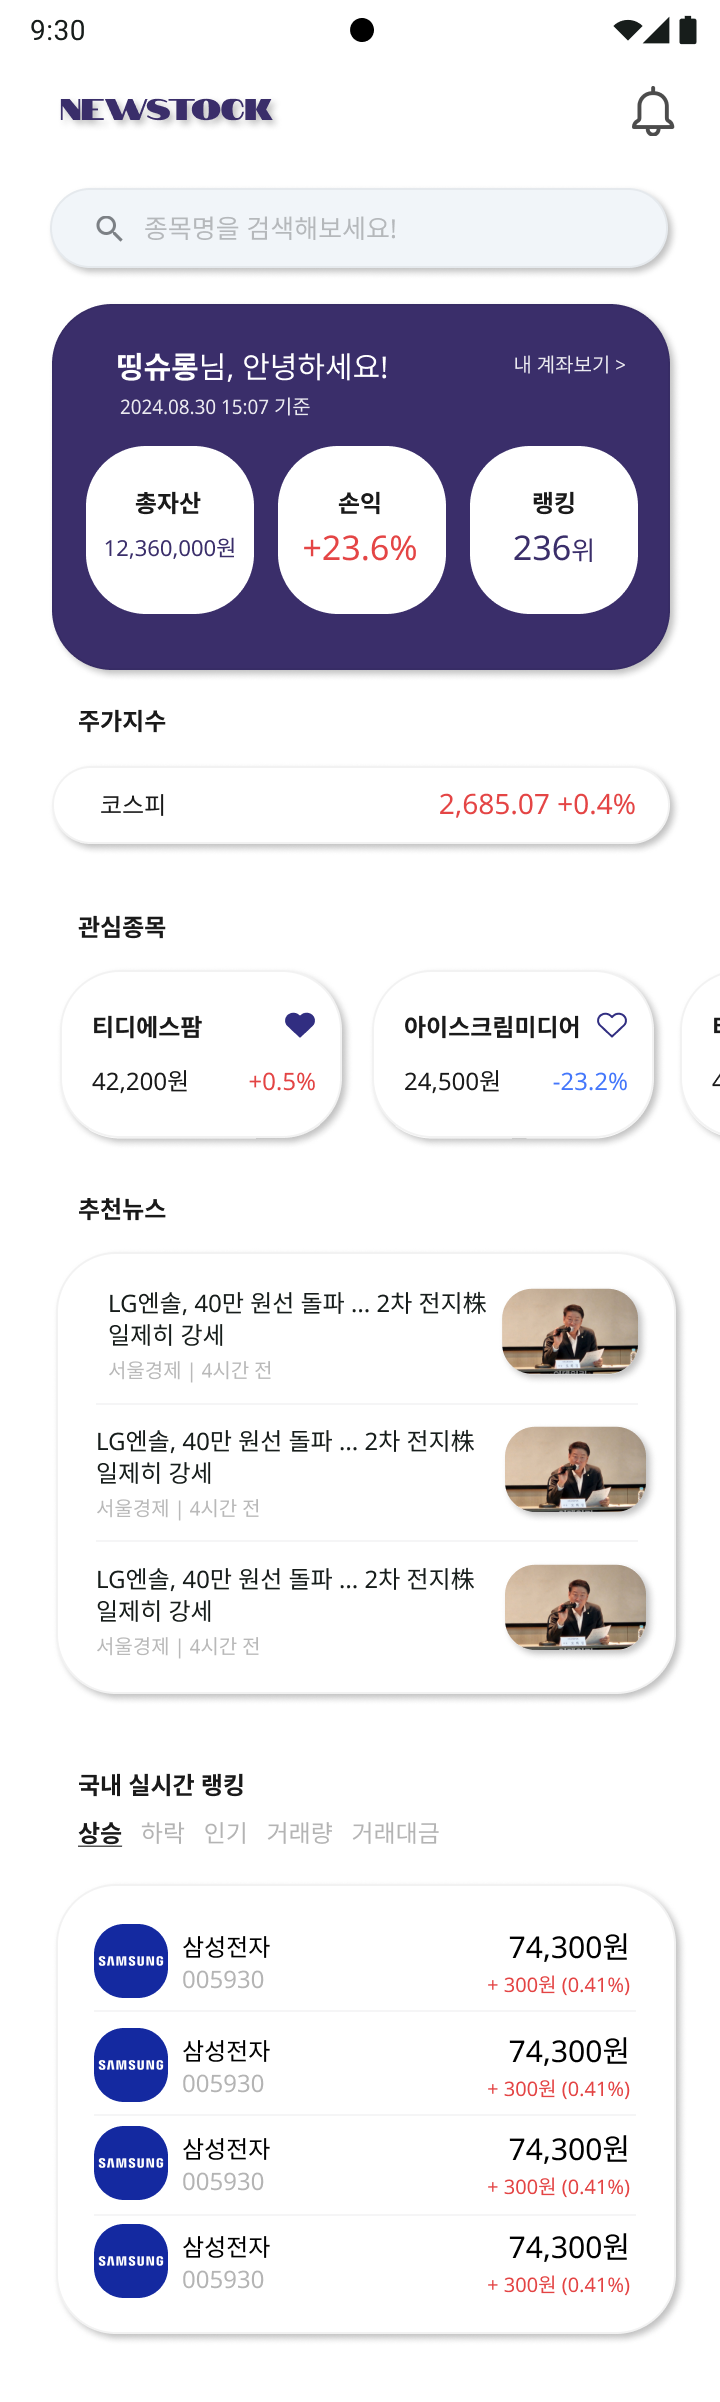 9:30
NEWSTOCK
종목명을 검색해보세요!
띵슈롱님, 안녕하세요!
내 계좌보기 >
2024.08.30 15:07 기준
총자산
손익
랭킹
12,360,000원
+23.6%
236위
주가지수
코스피
2,685.07 +0.4%
관심종목
티디에스팜
아이스크림미디어
42,200원
+0.5%
24,500원
-23.2%
추천뉴스
LG엔솔, 40만 원선 돌파 ... 2차 전지株
일제히 강세
서울경제 | 4시간 전
LG엔솔, 40만 원선 돌파 ... 2차 전지株
일제히 강세
서울경제 | 4시간 전
LG엔솔, 40만 원선 돌파 ... 2차 전지株
일제히 강세
서울경제 | 4시간 전
국내 실시간 랭킹
상승 하락 인기 거래량 거래대금
SAMSUNG
삼성전자
74,300원
005930
+ 300원 (0.41%)
SAMSUNG
삼성전자
74,300원
005930
+ 300원 (0.41%)
SAMSUNG
삼성전자
74,300원
005930
+ 300원 (0.41%)
SAMSUNG
삼성전자
74,300원
005930
+ 300원 (0.41%)